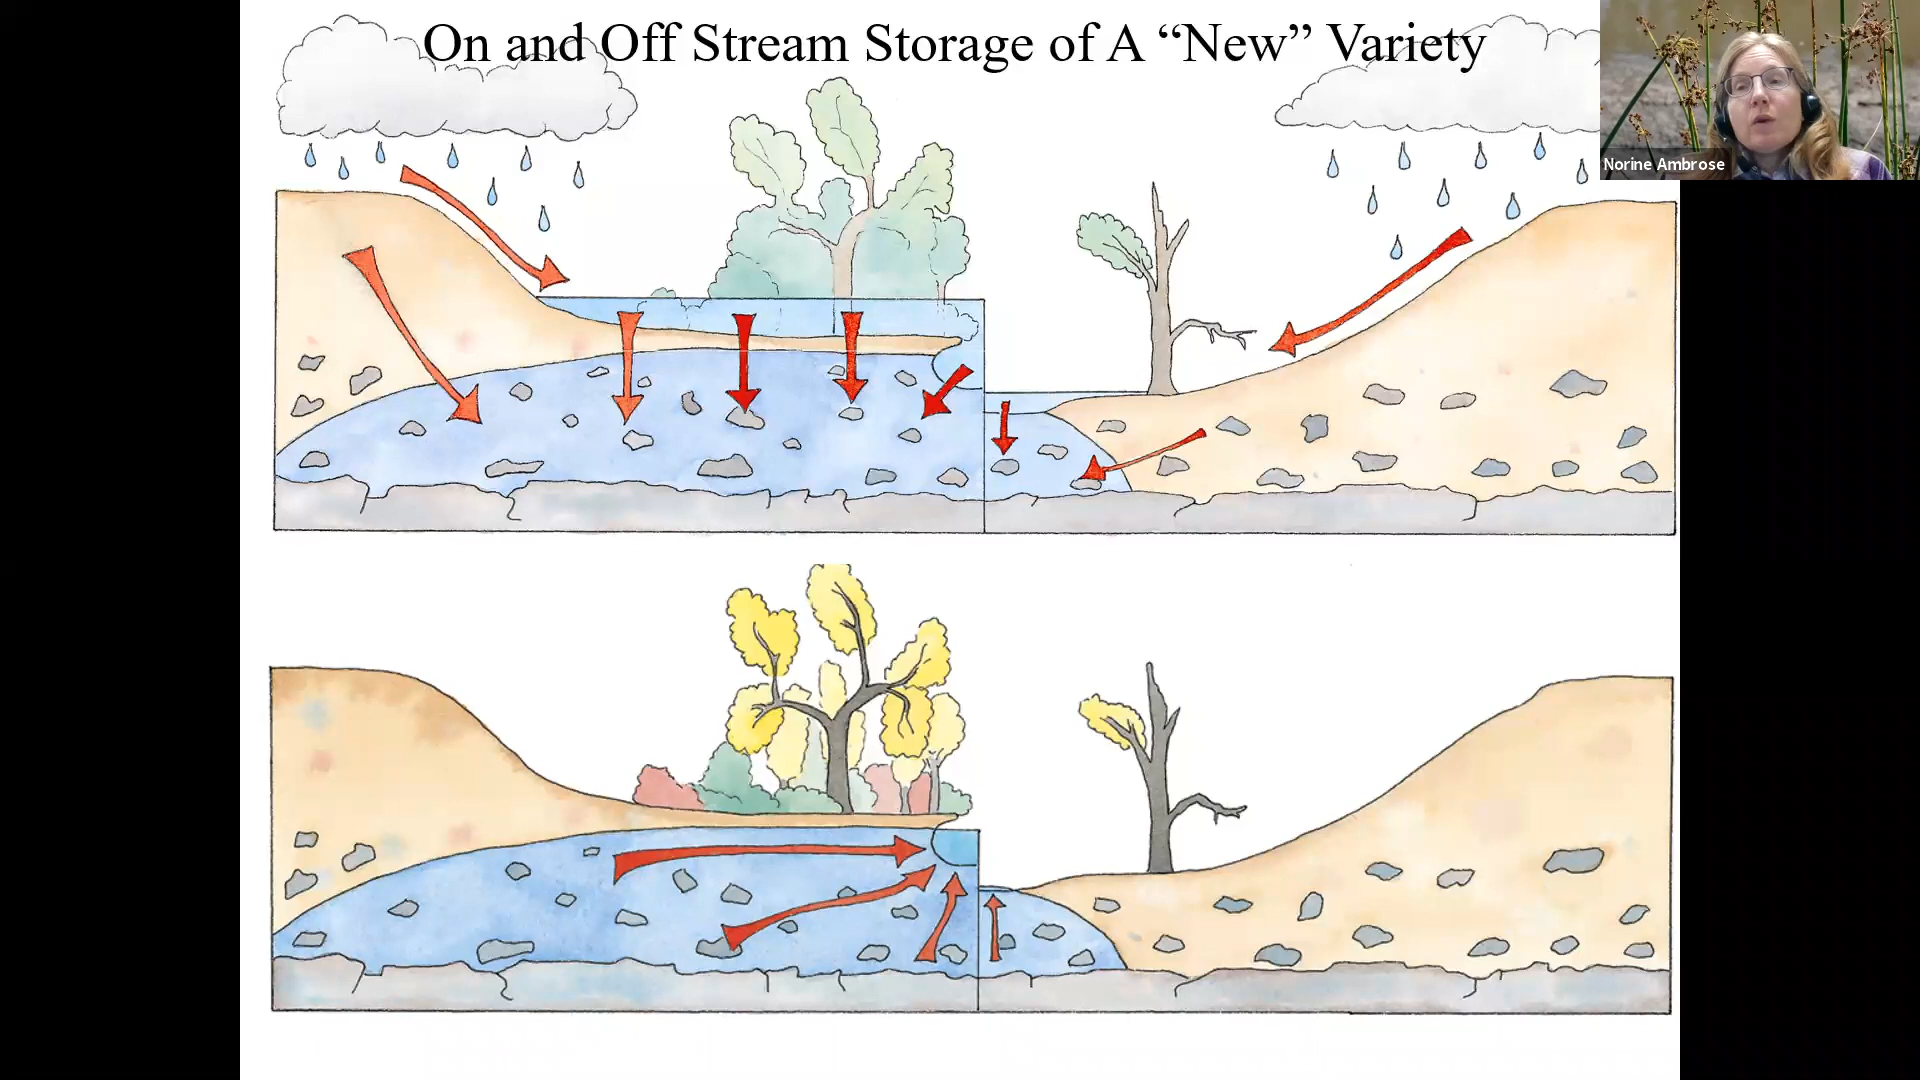 On and Off Stream Storage of A “New” Variety
Norine Ambrose